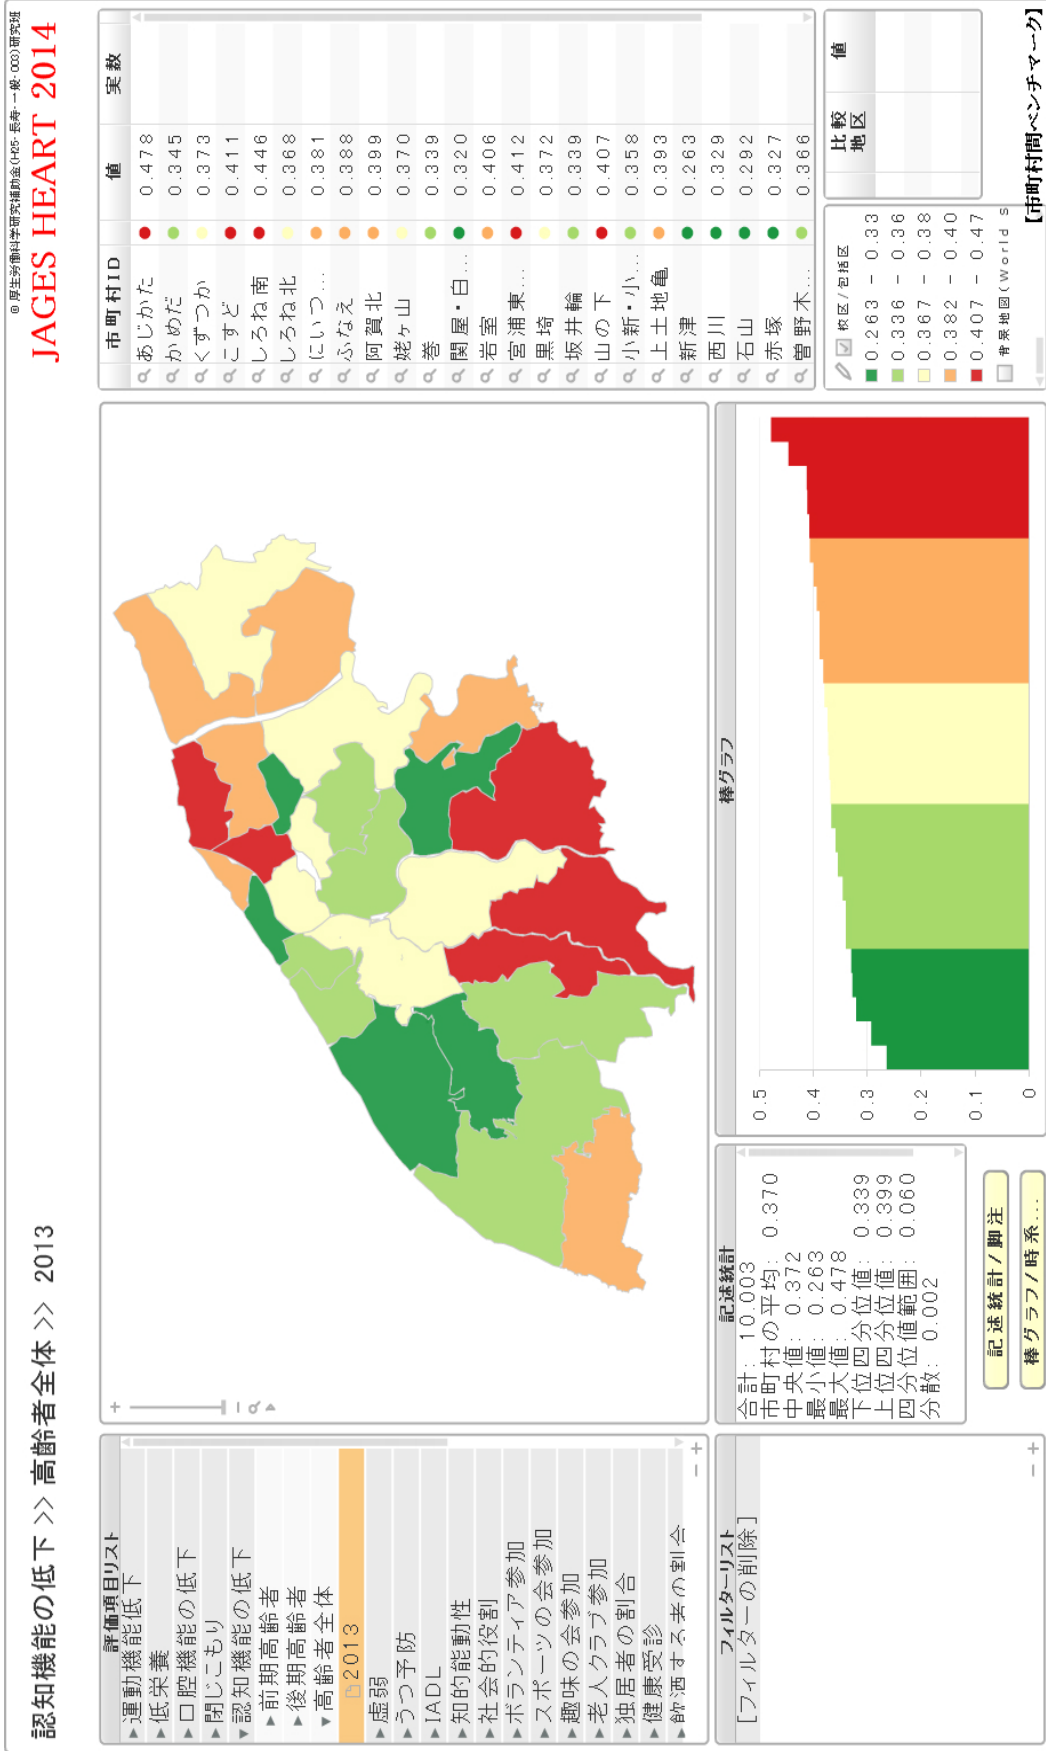 認知機能の低下 >> 高齢者全体 >> 2013
©厚生労働科学研究補助金(H25-長寿-一般-003)研究班
JAGES HEART 2014
評価項目リスト
▶運動機能低下
▶低栄養
▶口腔機能の低下
▶閉じこもり
▼認知機能の低下
▶前期高齢者
▶後期高齢者
▼高齢者全体
2013
▶虚弱
▶うつ予防
▶IADL
▶知的能動性
▶社会的役割
▶ボランティア参加
▶スポーツの会参加
▶趣味の会参加
▶老人クラブ参加
▶独居者の割合
▶健康受診
▶飲酒する者の割合
− +
フィルターリスト
[フィルターの削除]
− +
+
−
記述統計
合計: 10.003
市町村の平均: 0.370
中央値: 0.372
最小値: 0.263
最大値: 0.478
下位四分位値: 0.339
上位四分位値: 0.399
四分位値範囲: 0.060
分散: 0.002
記述統計/脚注
棒グラフ/時系...
棒グラフ
0.5
0.4
0.3
0.2
0.1
0
市町村ID 値 実数
あじかた 0.478
かめだ 0.345
くずつか 0.373
こすど 0.411
しろね南 0.446
しろね北 0.368
にいつ... 0.381
ふなえ 0.388
阿賀北 0.399
姥ヶ山 0.370
巻 0.339
関屋・白... 0.320
岩室 0.406
宮浦東... 0.412
黒埼 0.372
坂井輪 0.339
山の下 0.407
小新・小... 0.358
上土地亀 0.393
新津 0.263
西川 0.329
石山 0.292
赤塚 0.327
曽野木... 0.366
校区/包括区
0.263 - 0.33
0.336 - 0.36
0.367 - 0.38
0.382 - 0.40
0.407 - 0.47
背景地図(World S
比較地区 値
【市町村間ベンチマーク】